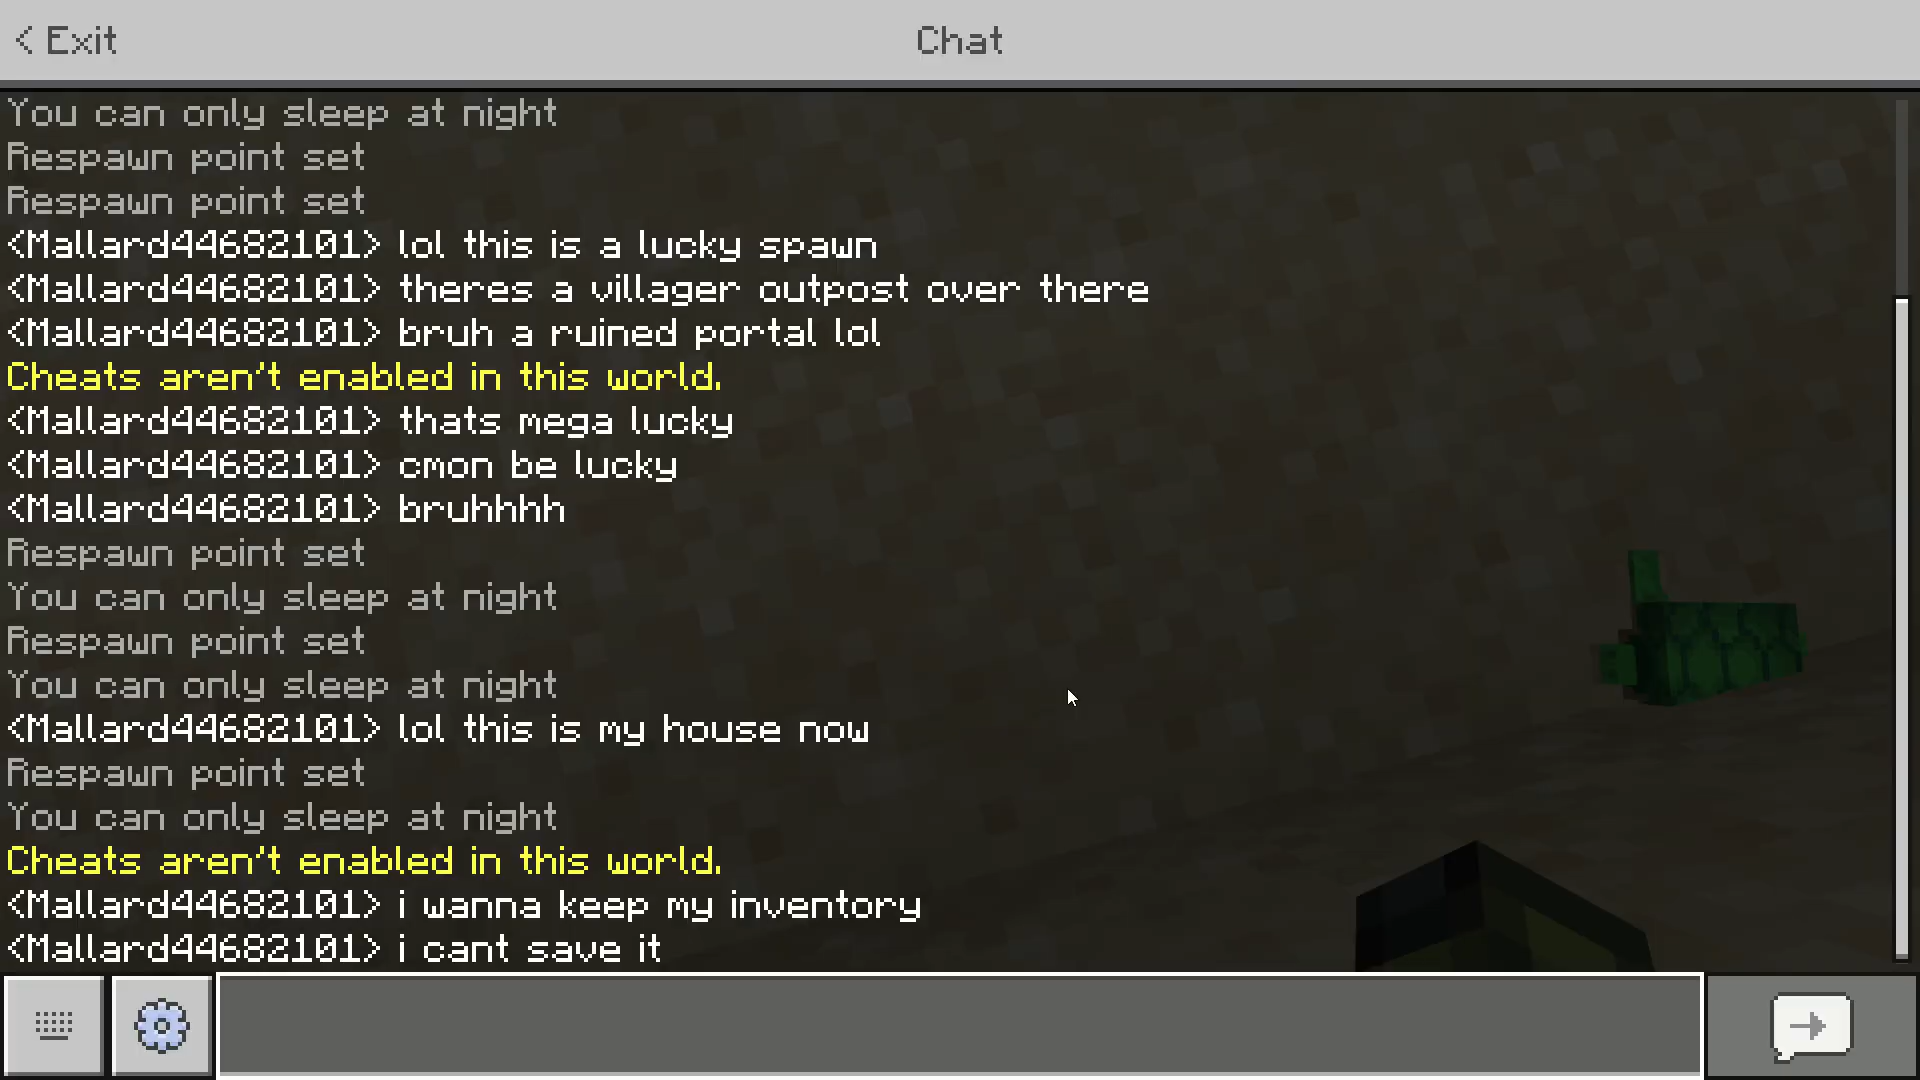 < Exit
Chat
You can only sleep at night
Respawn point set
Respawn point set
<Mallard44682101> lol this is a lucky spawn
<Mallard44682101> theres a villager outpost over there
<Mallard44682101> bruh a ruined portal lol
Cheats aren't enabled in this world.
<Mallard44682101> thats mega lucky
<Mallard44682101> cmon be lucky
<Mallard44682101> bruhhhh
Respawn point set
You can only sleep at night
Respawn point set
You can only sleep at night
<Mallard44682101> lol this is my house now
Respawn point set
You can only sleep at night
Cheats aren't enabled in this world.
<Mallard44682101> i wanna keep my inventory
<Mallard44682101> i cant save it